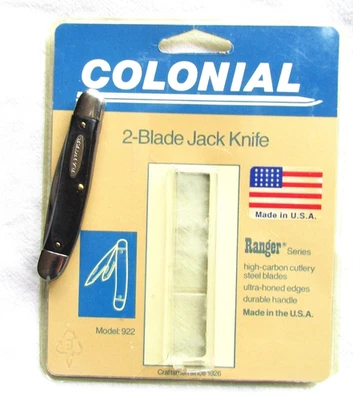 COLONIAL
2-Blade Jack Knife
RANGER
Made in U.S.A.
Ranger® Series
high-carbon cutlery
steel blades
ultra-honed edges
durable handle
Made in the U.S.A.
Model: 922
Craftsmen since 1926